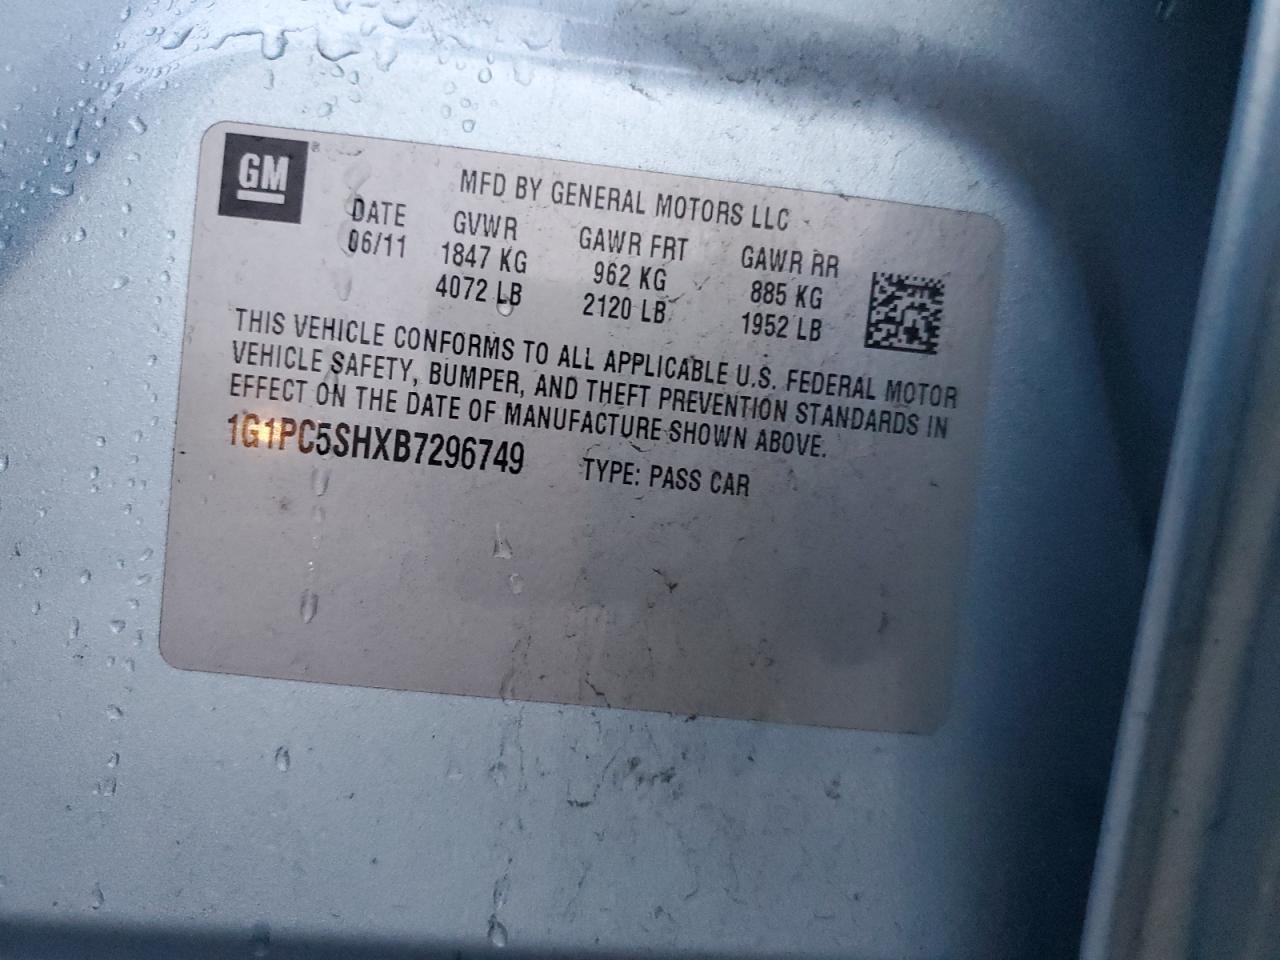 GM ®
MFD BY GENERAL MOTORS LLC
DATE GVWR GAWR FRT GAWR RR
06/11 1847 KG 962 KG 885 KG
4072 LB 2120 LB 1952 LB
THIS VEHICLE CONFORMS TO ALL APPLICABLE U.S. FEDERAL MOTOR
VEHICLE SAFETY, BUMPER, AND THEFT PREVENTION STANDARDS IN
EFFECT ON THE DATE OF MANUFACTURE SHOWN ABOVE.
1G1PC5SHXB7296749 TYPE: PASS CAR